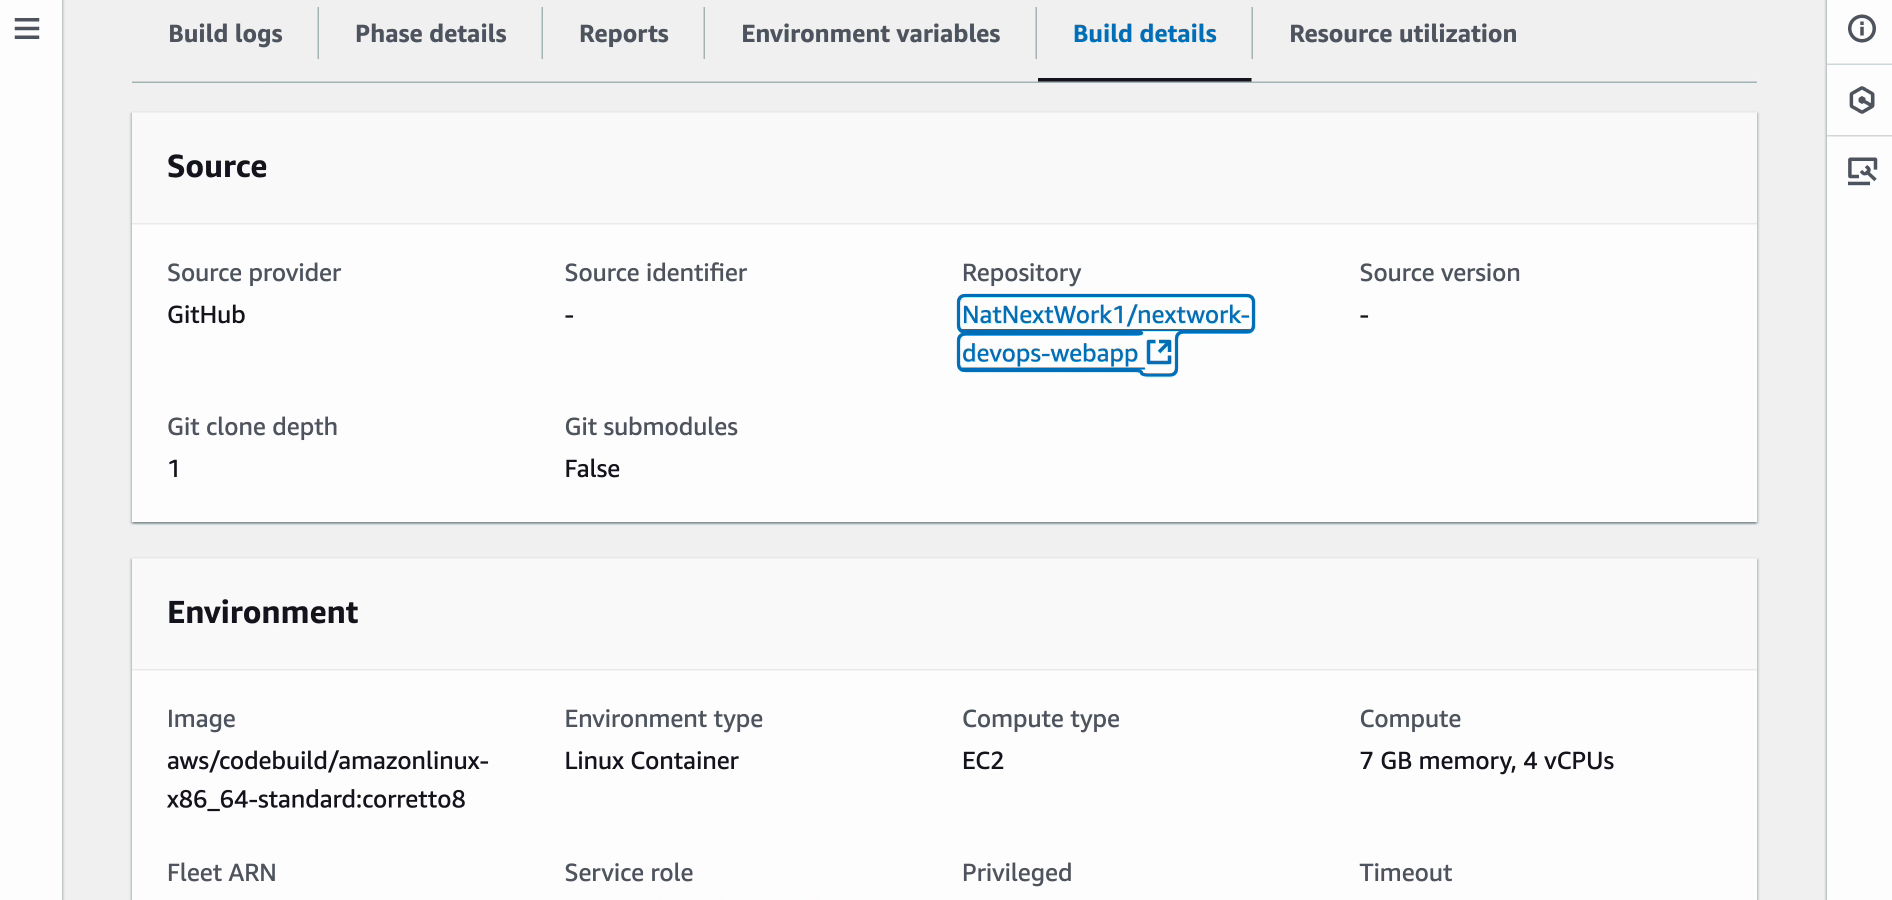 Build logs
Phase details
Reports
Environment variables
Build details
Resource utilization
Source
Source provider
GitHub
Source identifier
-
Repository
NatNextWork1/nextwork-
devops-webapp
Source version
-
Git clone depth
1
Git submodules
False
Environment
Image
aws/codebuild/amazonlinux-
x86_64-standard:corretto8
Environment type
Linux Container
Compute type
EC2
Compute
7 GB memory, 4 vCPUs
Fleet ARN
Service role
Privileged
Timeout